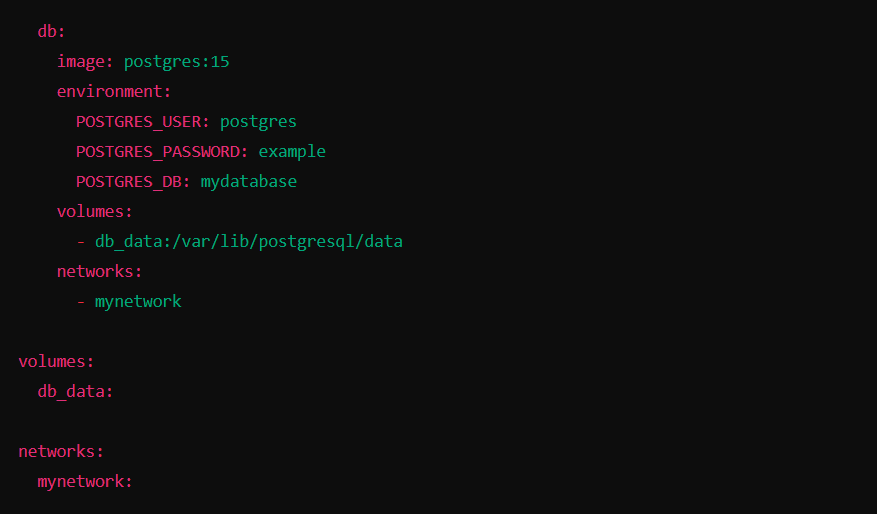 db:
image: postgres:15
environment:
POSTGRES_USER: postgres
POSTGRES_PASSWORD: example
POSTGRES_DB: mydatabase
volumes:
- db_data:/var/lib/postgresql/data
networks:
- mynetwork
volumes:
db_data:
networks:
mynetwork: